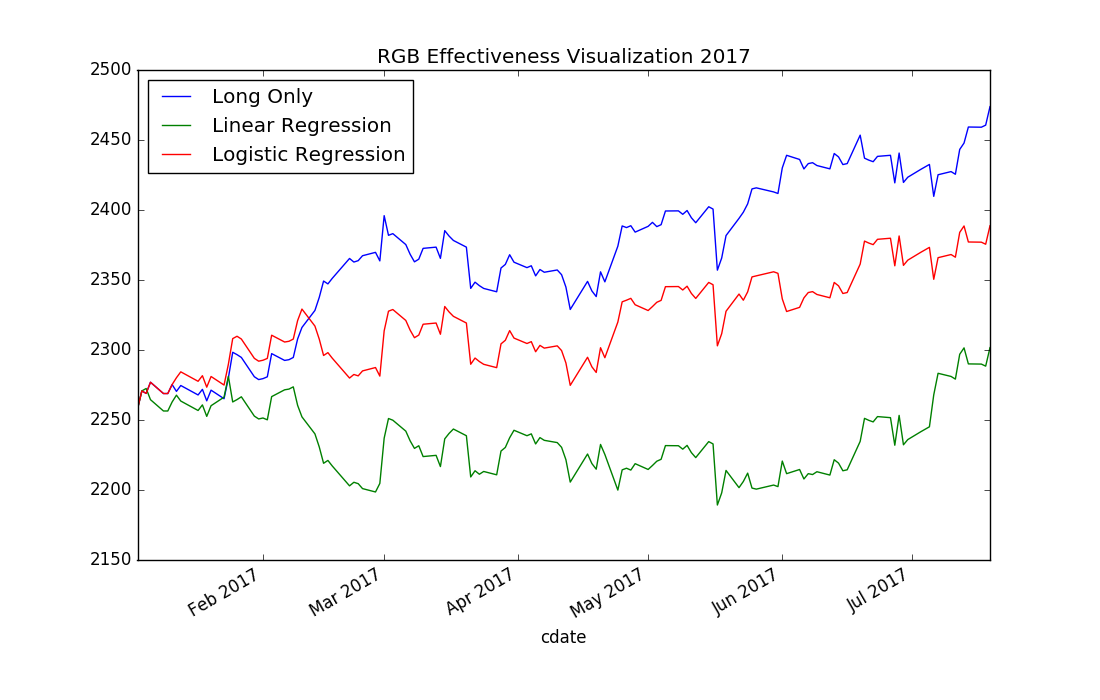 RGB Effectiveness Visualization 2017
2500
2450
2400
2350
2300
2250
2200
2150
Long Only
Linear Regression
Logistic Regression
Feb 2017
Mar 2017
Apr 2017
May 2017
Jun 2017
Jul 2017
cdate